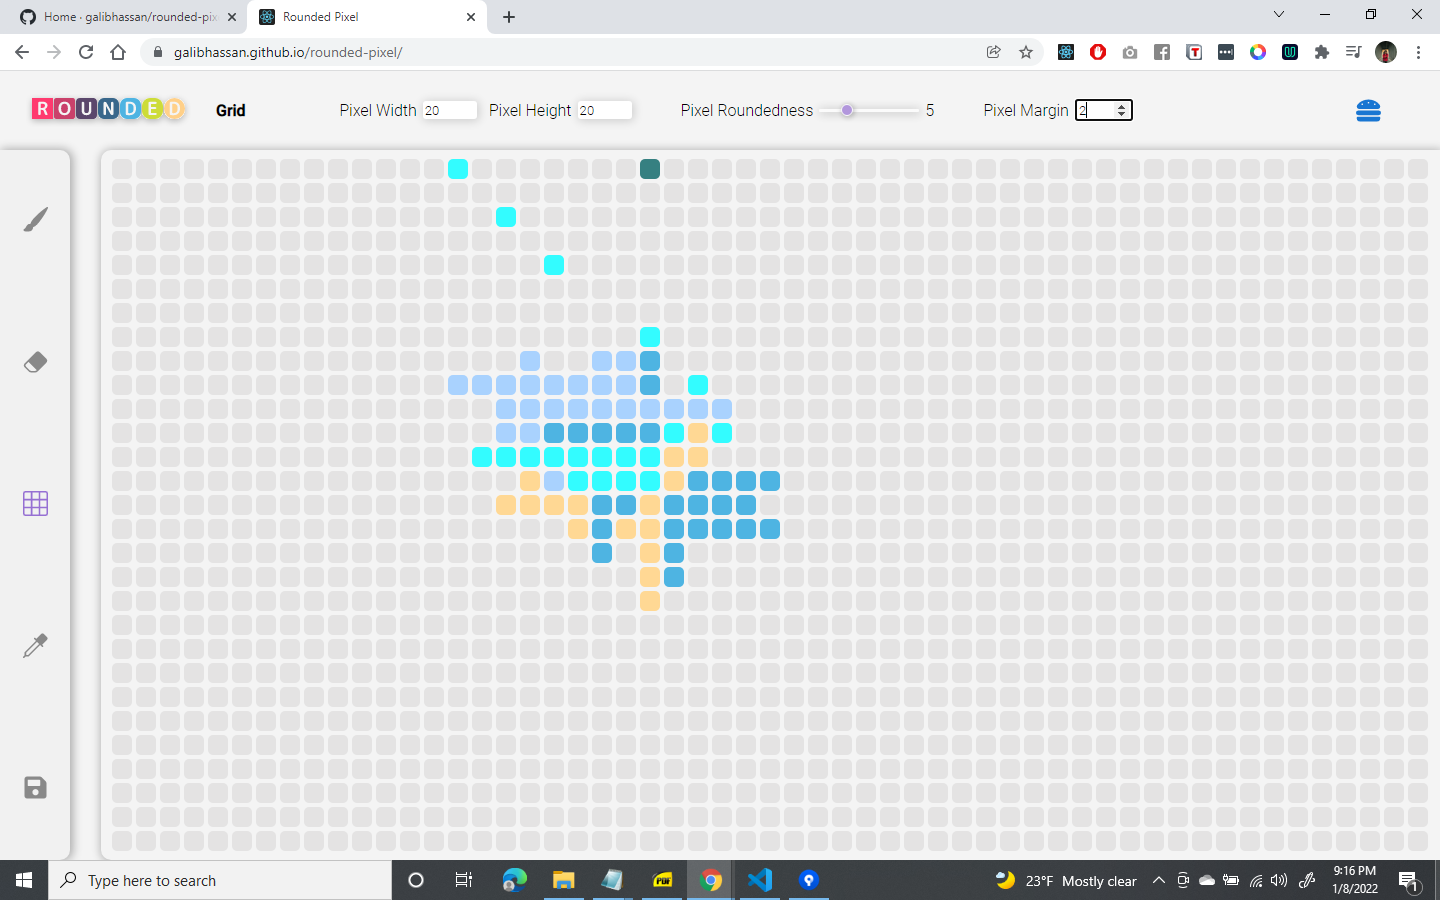 Home · galibhassan/rounded-pix
Rounded Pixel
galibhassan.github.io/rounded-pixel/
ROUNDED
Grid
Pixel Width 20
Pixel Height 20
Pixel Roundedness 5
Pixel Margin 2
Type here to search
PDF
23°F Mostly clear
9:16 PM
1/8/2022
1